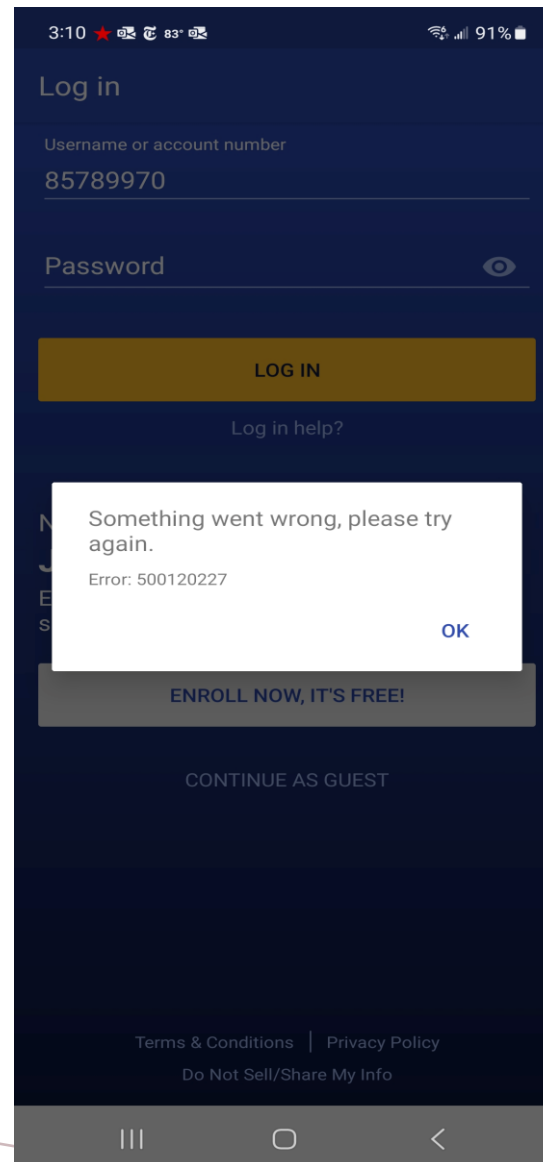 3:10 83° 91%
Log in
Username or account number
85789970
Password
LOG IN
Log in help?
N
Something went wrong, please try
again.
J
Error: 500120227
E
s
OK
ENROLL NOW, IT'S FREE!
CONTINUE AS GUEST
Terms & Conditions | Privacy Policy
Do Not Sell/Share My Info